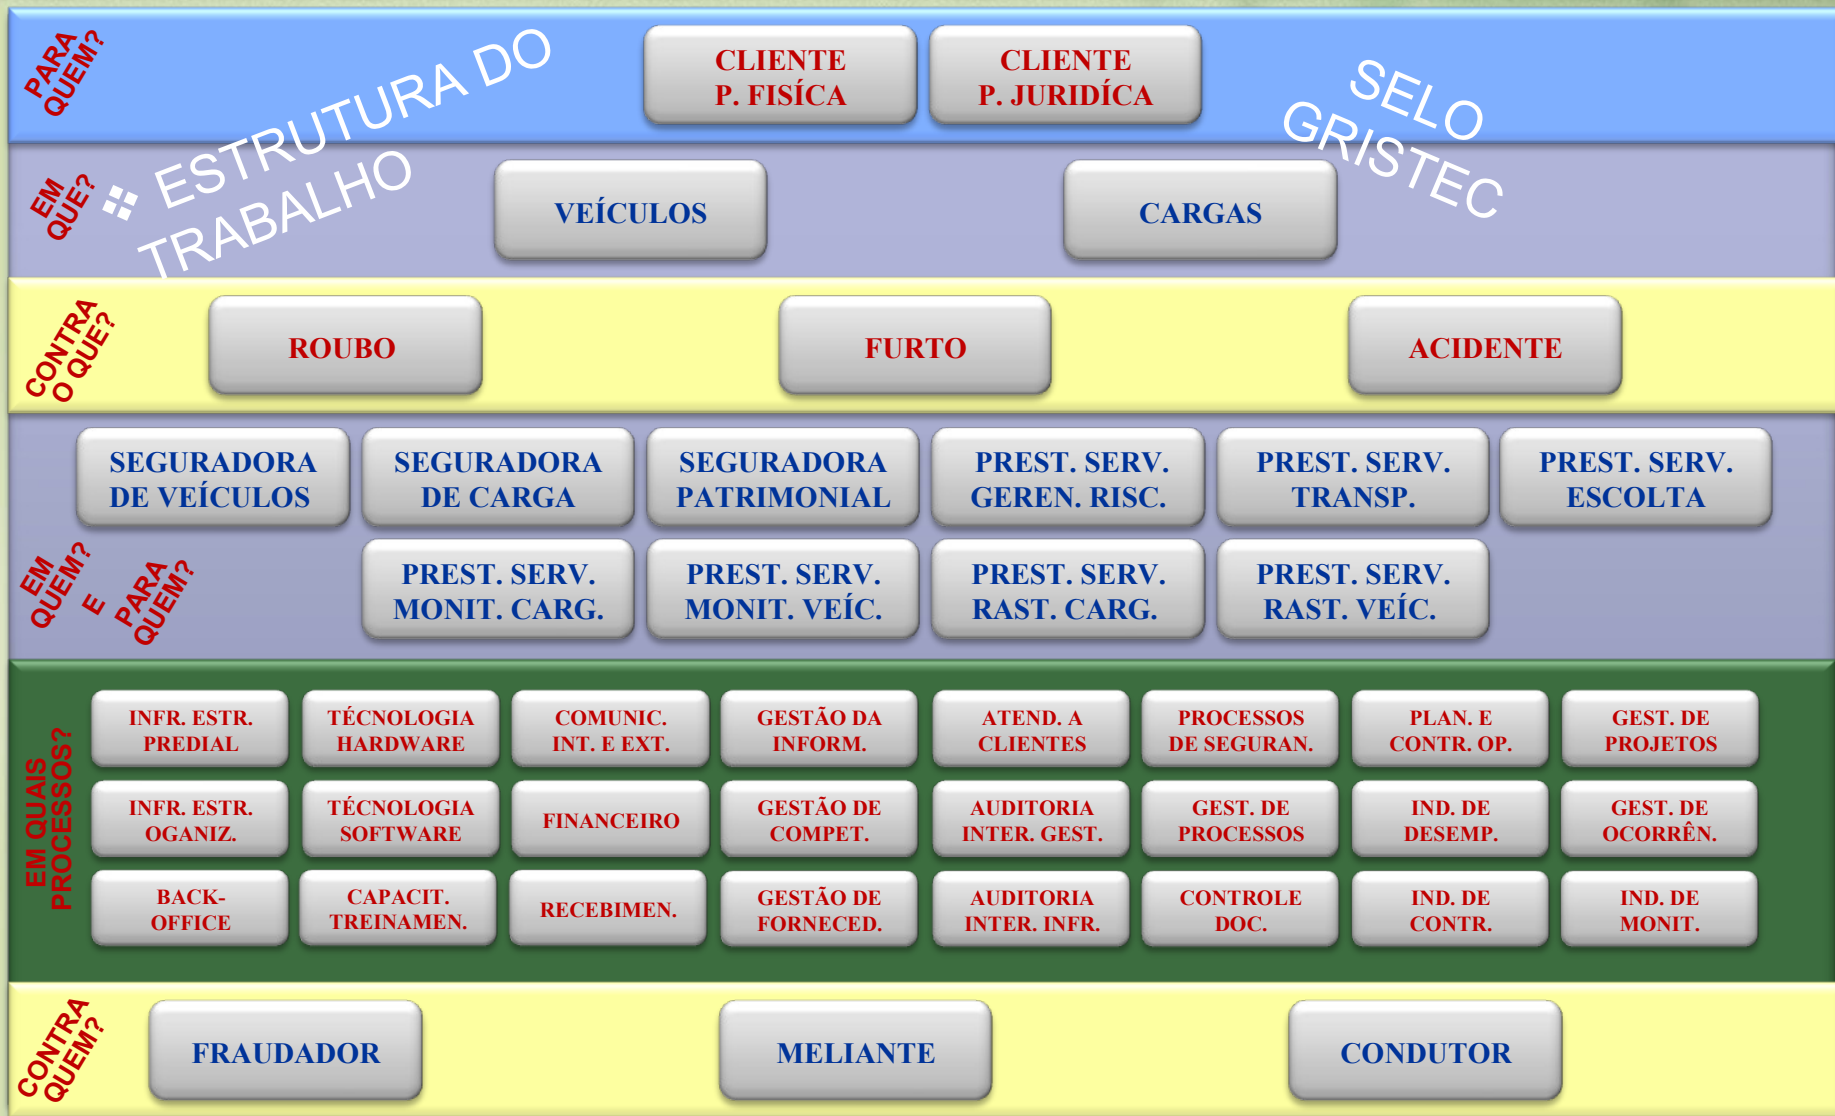 PARA
QUEM?
❖ ESTRUTURA DO
TRABALHO
CLIENTE
P. FISÍCA
CLIENTE
P. JURIDÍCA
SELO
GRISTEC
EM
QUE?
VEÍCULOS
CARGAS
CONTRA
O QUE?
ROUBO
FURTO
ACIDENTE
EM
QUEM?
E
PARA
QUEM?
SEGURADORA
DE VEÍCULOS
SEGURADORA
DE CARGA
SEGURADORA
PATRIMONIAL
PREST. SERV.
GEREN. RISC.
PREST. SERV.
TRANSP.
PREST. SERV.
ESCOLTA
PREST. SERV.
MONIT. CARG.
PREST. SERV.
MONIT. VEÍC.
PREST. SERV.
RAST. CARG.
PREST. SERV.
RAST. VEÍC.
EM QUAIS
PROCESSOS?
INFR. ESTR.
PREDIAL
TÉCNOLOGIA
HARDWARE
COMUNIC.
INT. E EXT.
GESTÃO DA
INFORM.
ATEND. A
CLIENTES
PROCESSOS
DE SEGURAN.
PLAN. E
CONTR. OP.
GEST. DE
PROJETOS
INFR. ESTR.
OGANIZ.
TÉCNOLOGIA
SOFTWARE
FINANCEIRO
GESTÃO DE
COMPET.
AUDITORIA
INTER. GEST.
GEST. DE
PROCESSOS
IND. DE
DESEMP.
GEST. DE
OCORRÊN.
BACK-
OFFICE
CAPACIT.
TREINAMEN.
RECEBIMEN.
GESTÃO DE
FORNECED.
AUDITORIA
INTER. INFR.
CONTROLE
DOC.
IND. DE
CONTR.
IND. DE
MONIT.
CONTRA
QUEM?
FRAUDADOR
MELIANTE
CONDUTOR